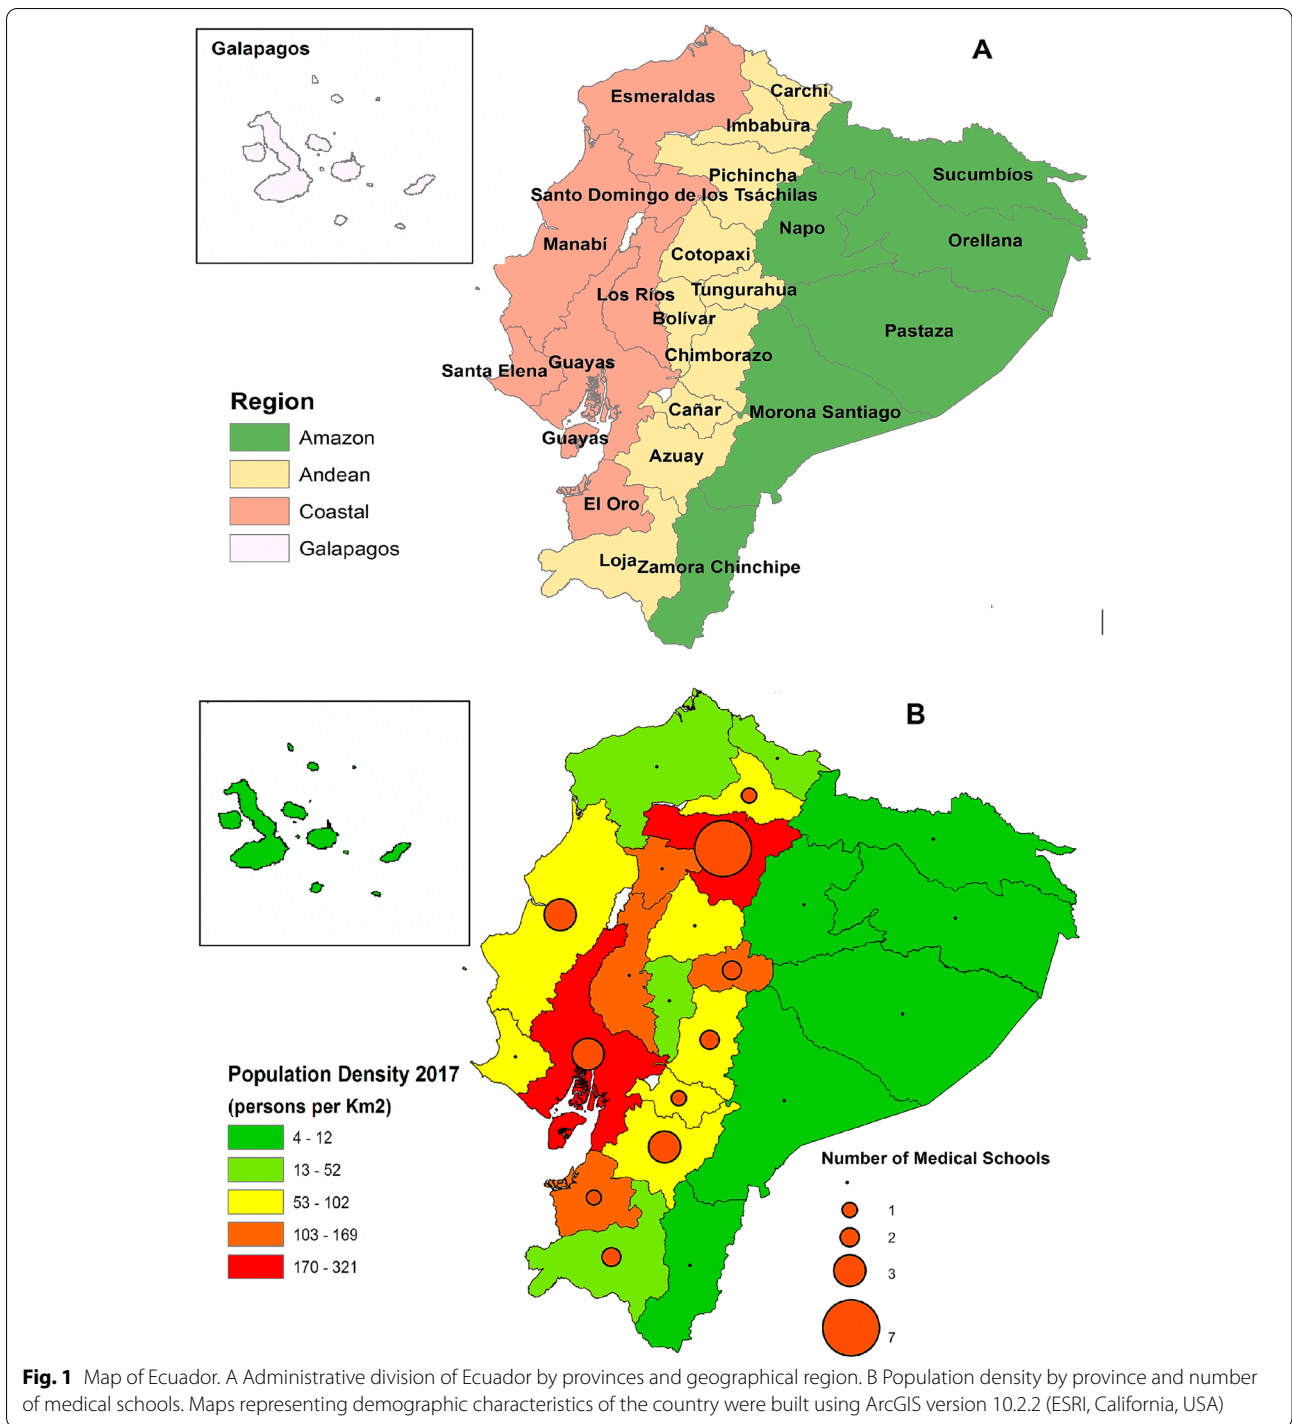 Galapagos
A
Esmeraldas
Carchi
Imbabura
Pichincha
Sucumbíos
Santo Domingo de los Tsáchilas
Napo
Manabí
Orellana
Cotopaxi
Los Ríos
Tungurahua
Bolívar
Pastaza
Chimborazo
Guayas
Santa Elena
Cañar
Morona Santiago
Guayas
Azuay
El Oro
Loja
Zamora Chinchipe
Region
Amazon
Andean
Coastal
Galapagos
B
Population Density 2017
(persons per Km2)
4 - 12
13 - 52
53 - 102
103 - 169
170 - 321
Number of Medical Schools
1
2
3
7
Fig. 1 Map of Ecuador. A Administrative division of Ecuador by provinces and geographical region. B Population density by province and number
of medical schools. Maps representing demographic characteristics of the country were built using ArcGIS version 10.2.2 (ESRI, California, USA)